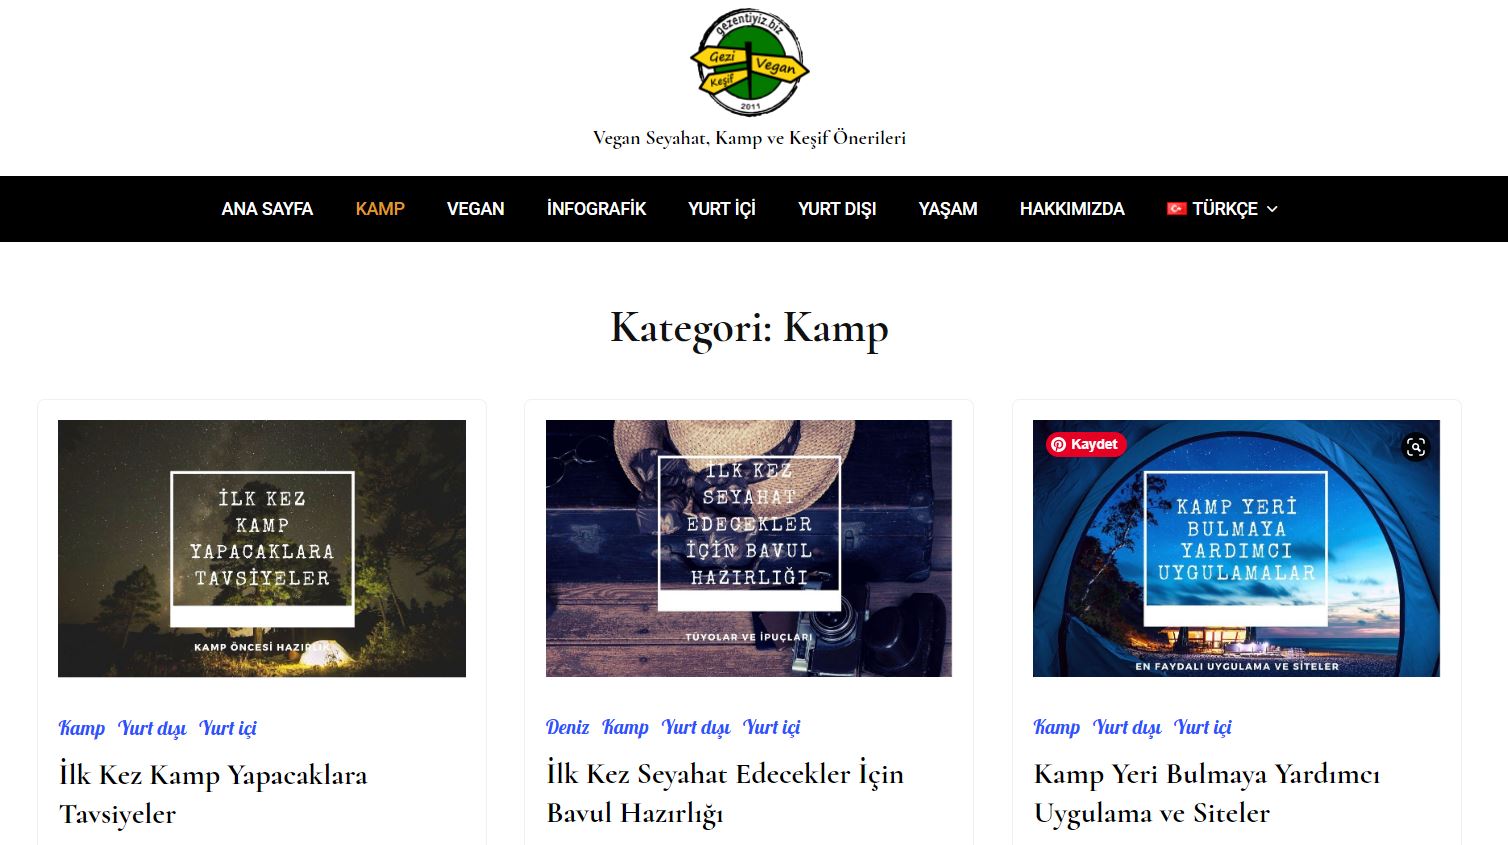 gezentiyiz.biz
Gezi
Vegan
Keşif
2011
Vegan Seyahat, Kamp ve Keşif Önerileri
ANA SAYFA KAMP VEGAN İNFOGRAFİK YURT İÇİ YURT DIŞI YAŞAM HAKKIMIZDA TÜRKÇE
Kategori: Kamp
İLK KEZ
KAMP
YAPACAKLARA
TAVSİYELER
KAMP ÖNCESİ HAZIRLIK
Kamp Yurt dışı Yurt içi
İlk Kez Kamp Yapacaklara
Tavsiyeler
İLK KEZ
SEYAHAT
EDECEKLER
İÇİN BAVUL
HAZIRLIĞI
TÜYOLAR VE İPUÇLARI
Deniz Kamp Yurt dışı Yurt içi
İlk Kez Seyahat Edecekler İçin
Bavul Hazırlığı
Kaydet
KAMP YERİ
BULMAYA
YARDIMCI
UYGULAMALAR
EN FAYDALI UYGULAMA VE SİTELER
Kamp Yurt dışı Yurt içi
Kamp Yeri Bulmaya Yardımcı
Uygulama ve Siteler